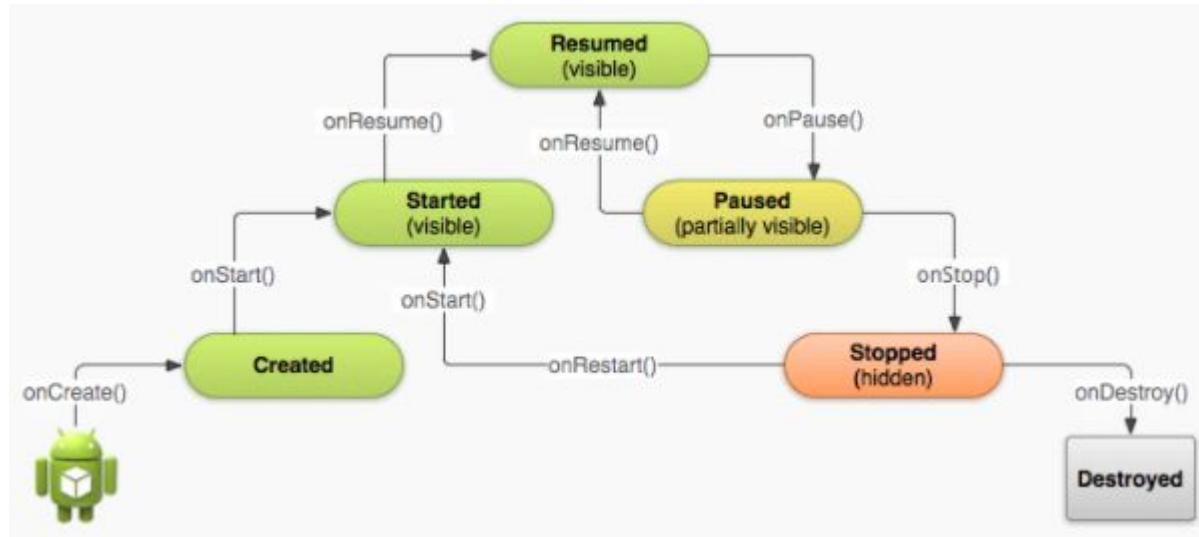 Resumed
(visible)
onResume()
onPause()
onResume()
Started
(visible)
Paused
(partially visible)
onStart()
onStop()
onStart()
Created
Stopped
(hidden)
onRestart()
onCreate()
onDestroy()
Destroyed